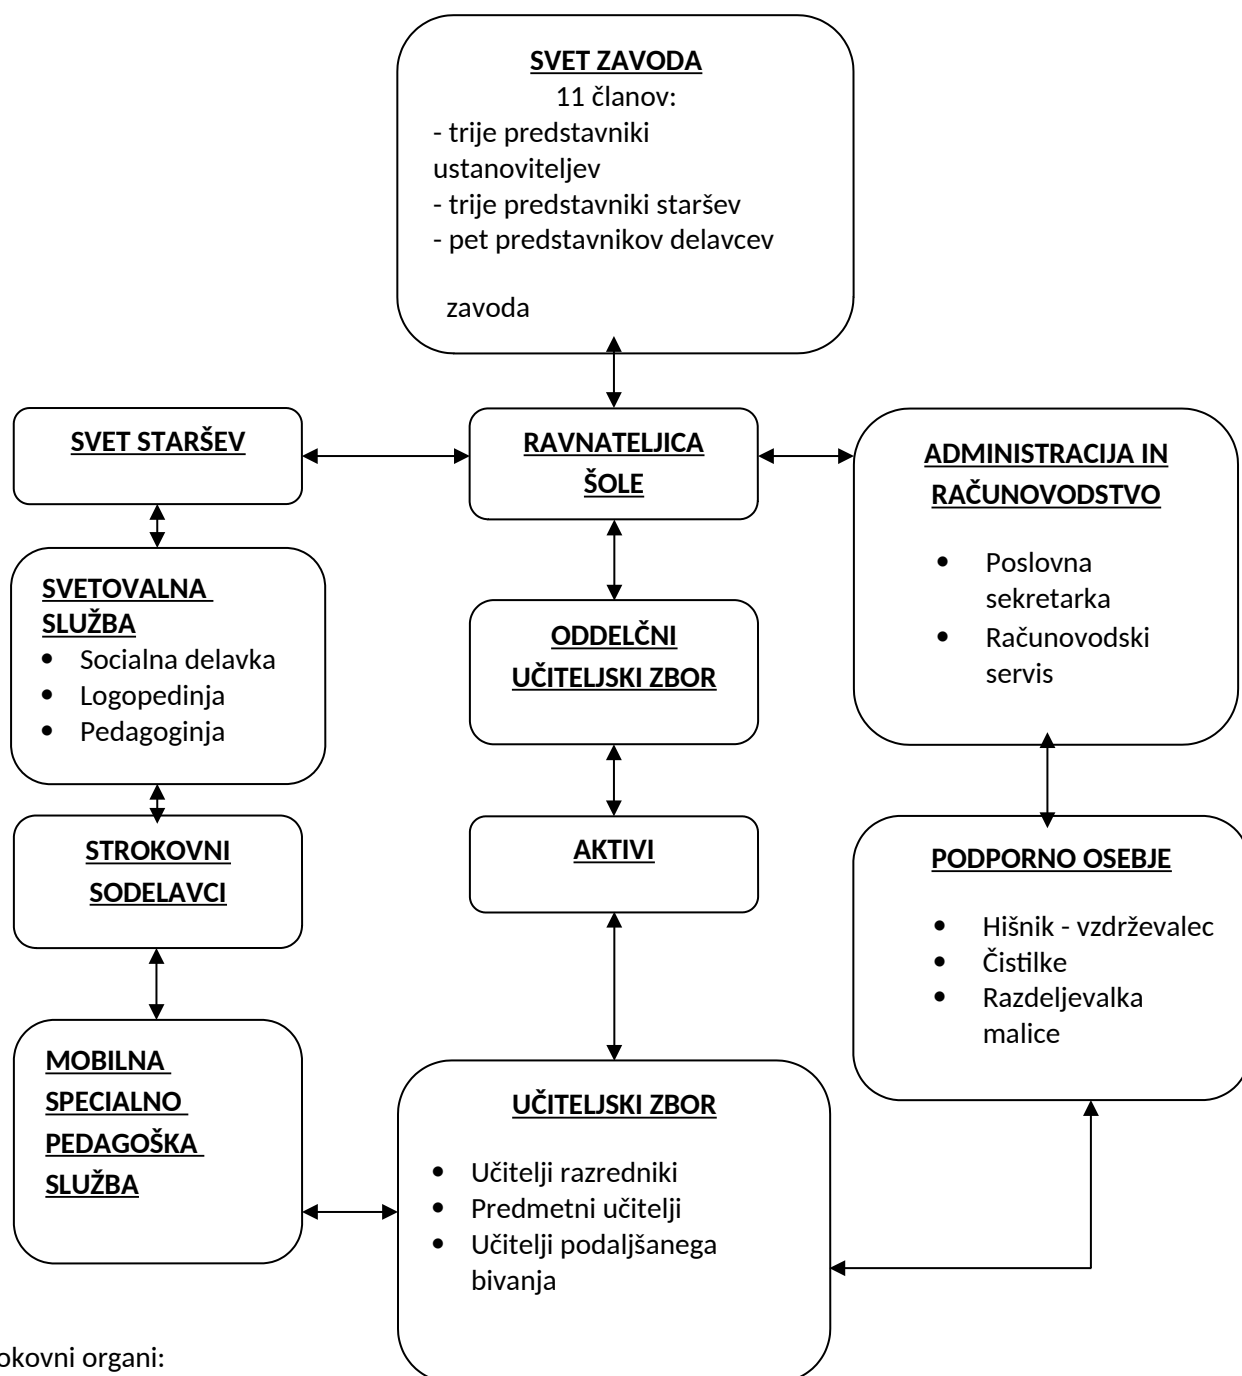 SVET ZAVODA
11 članov:
- trije predstavniki
ustanoviteljev
- trije predstavniki staršev
- pet predstavnikov delavcev
zavoda
SVET STARŠEV
RAVNATELJICA
ŠOLE
ADMINISTRACIJA IN
RAČUNOVODSTVO
• Poslovna
sekretarka
• Računovodski
servis
SVETOVALNA
SLUŽBA
• Socialna delavka
• Logopedinja
• Pedagoginja
ODDELČNI
UČITELJSKI ZBOR
STROKOVNI
SODELAVCI
AKTIVI
PODPORNO OSEBJE
• Hišnik - vzdrževalec
• Čistilke
• Razdeljevalka
malice
MOBILNA
SPECIALNO
PEDAGOŠKA
SLUŽBA
UČITELJSKI ZBOR
• Učitelji razredniki
• Predmetni učitelji
• Učitelji podaljšanega
bivanja
okovni organi: